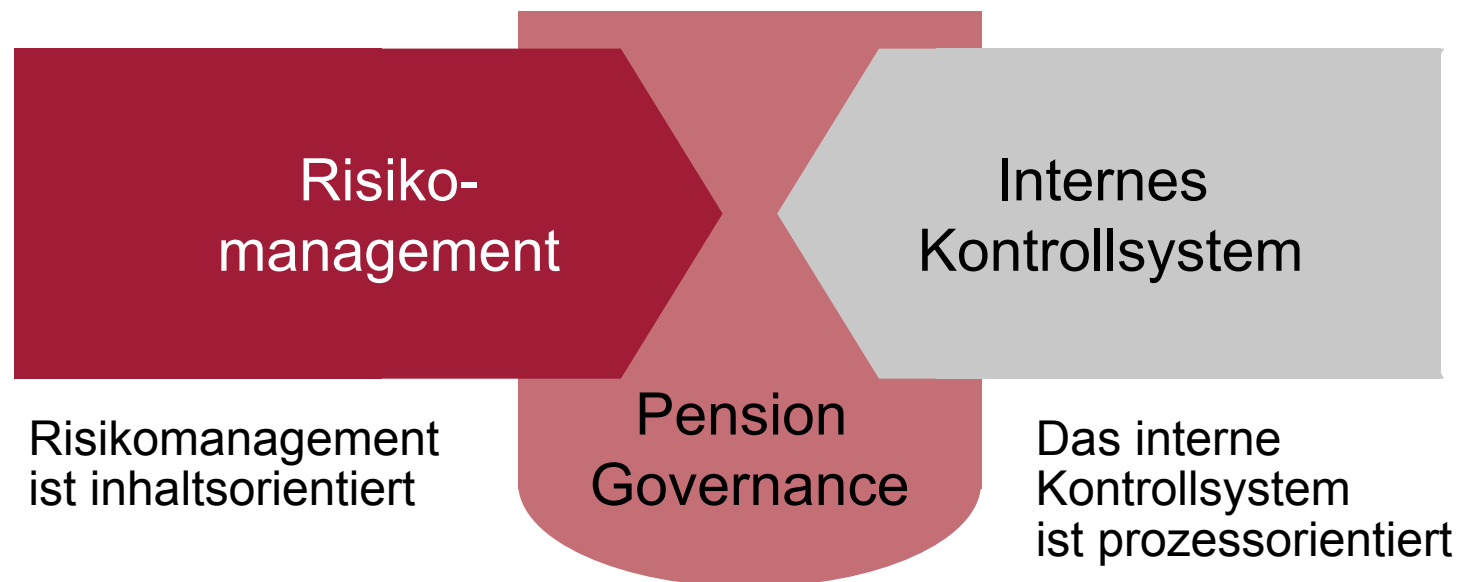 Risiko-
management
Internes
Kontrollsystem
Pension
Governance
Risikomanagement
ist inhaltsorientiert
Das interne
Kontrollsystem
ist prozessorientiert